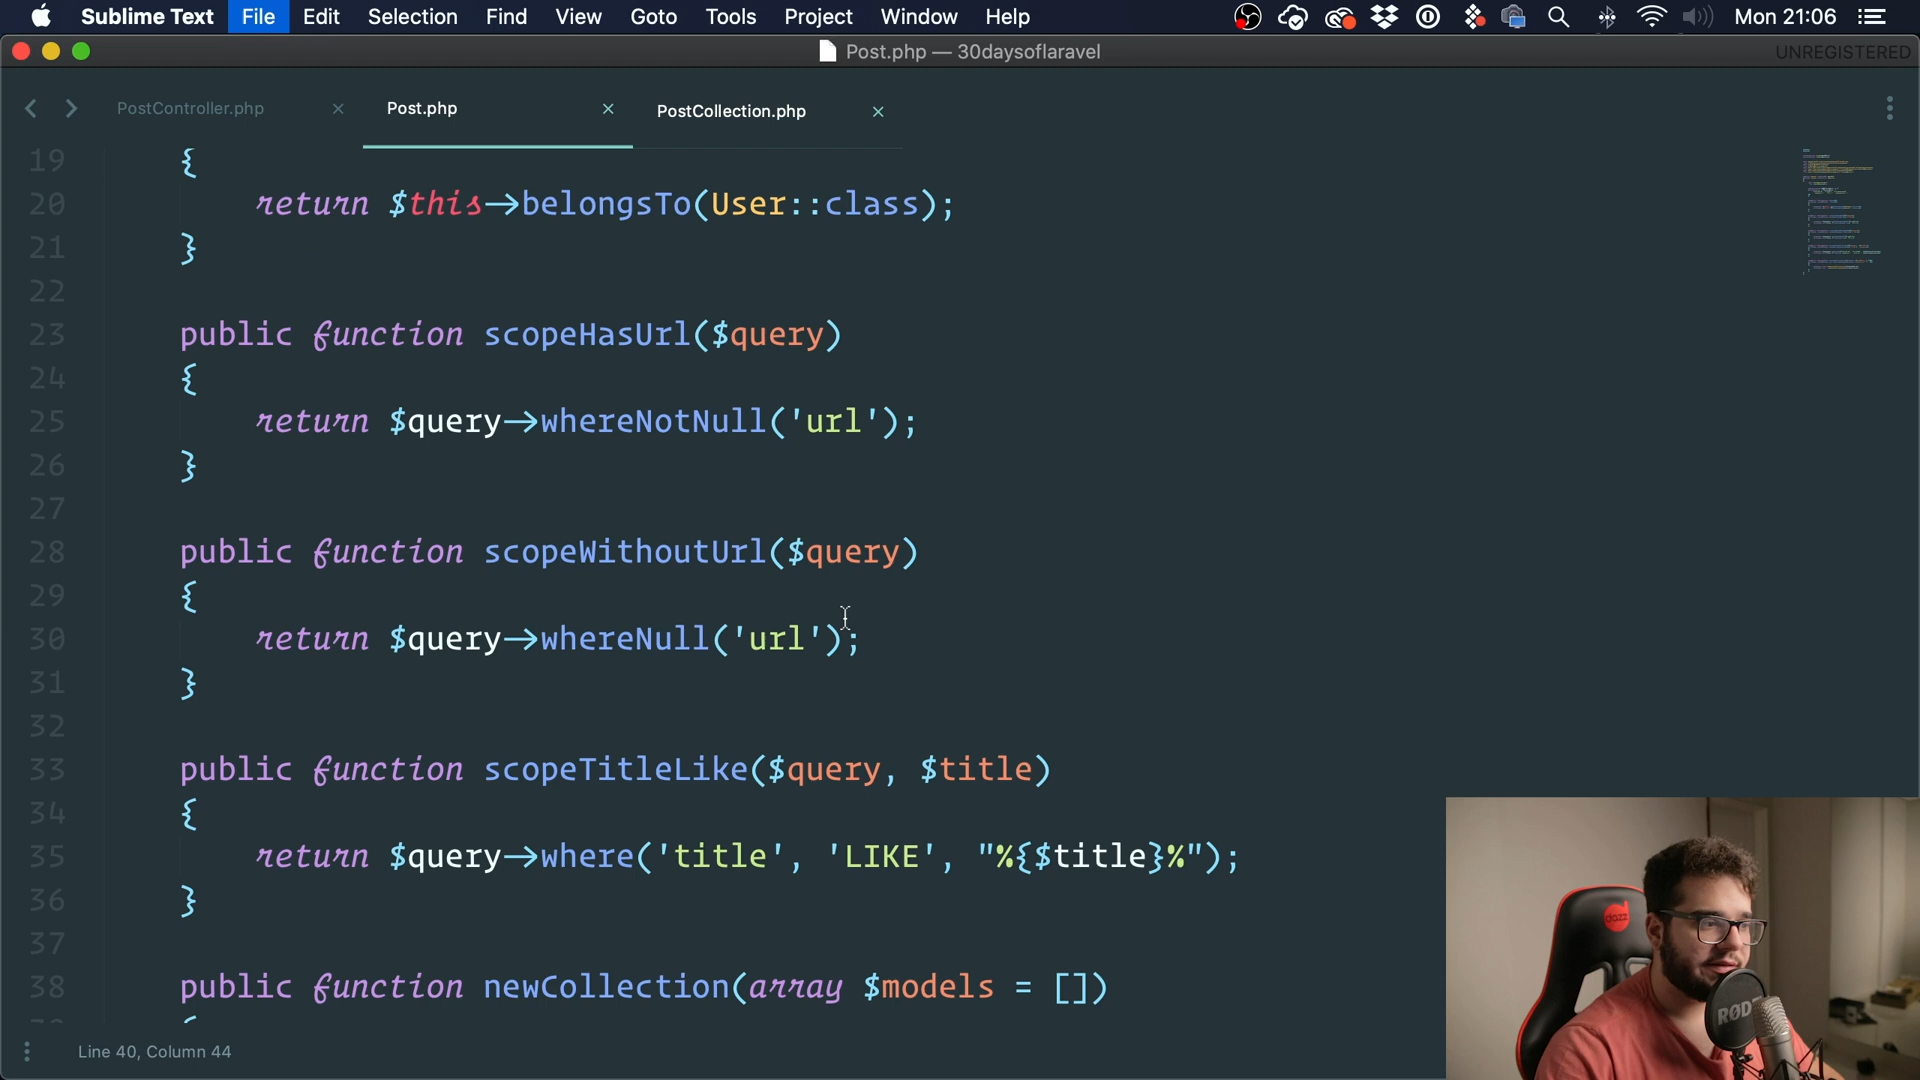 Sublime Text File Edit Selection Find View Goto Tools Project Window Help Mon 21:06
Post.php — 30daysoflaravel UNREGISTERED
PostController.php × Post.php × PostCollection.php ×
19 {
20 return $this->belongsTo(User::class);
21 }
22
23 public function scopeHasUrl($query)
24 {
25 return $query->whereNotNull('url');
26 }
27
28 public function scopeWithoutUrl($query)
29 {
30 return $query->whereNull('url');
31 }
32
33 public function scopeTitleLike($query, $title)
34 {
35 return $query->where('title', 'LIKE', "%{$title}%");
36 }
37
38 public function newCollection(array $models = [])
Line 40, Column 44
dazz
RØDE